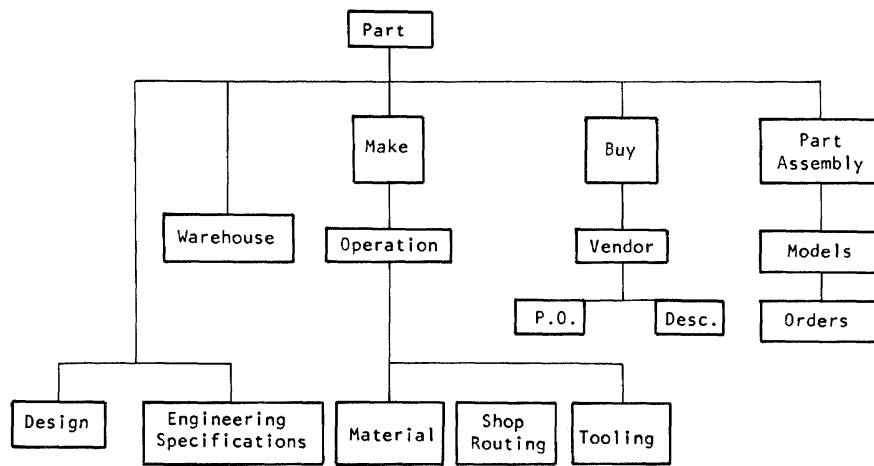 Part
Make
Buy
Part
Assembly
Warehouse
Operation
Vendor
Models
P.O.
Desc.
Orders
Design
Engineering
Specifications
Material
Shop
Routing
Tooling